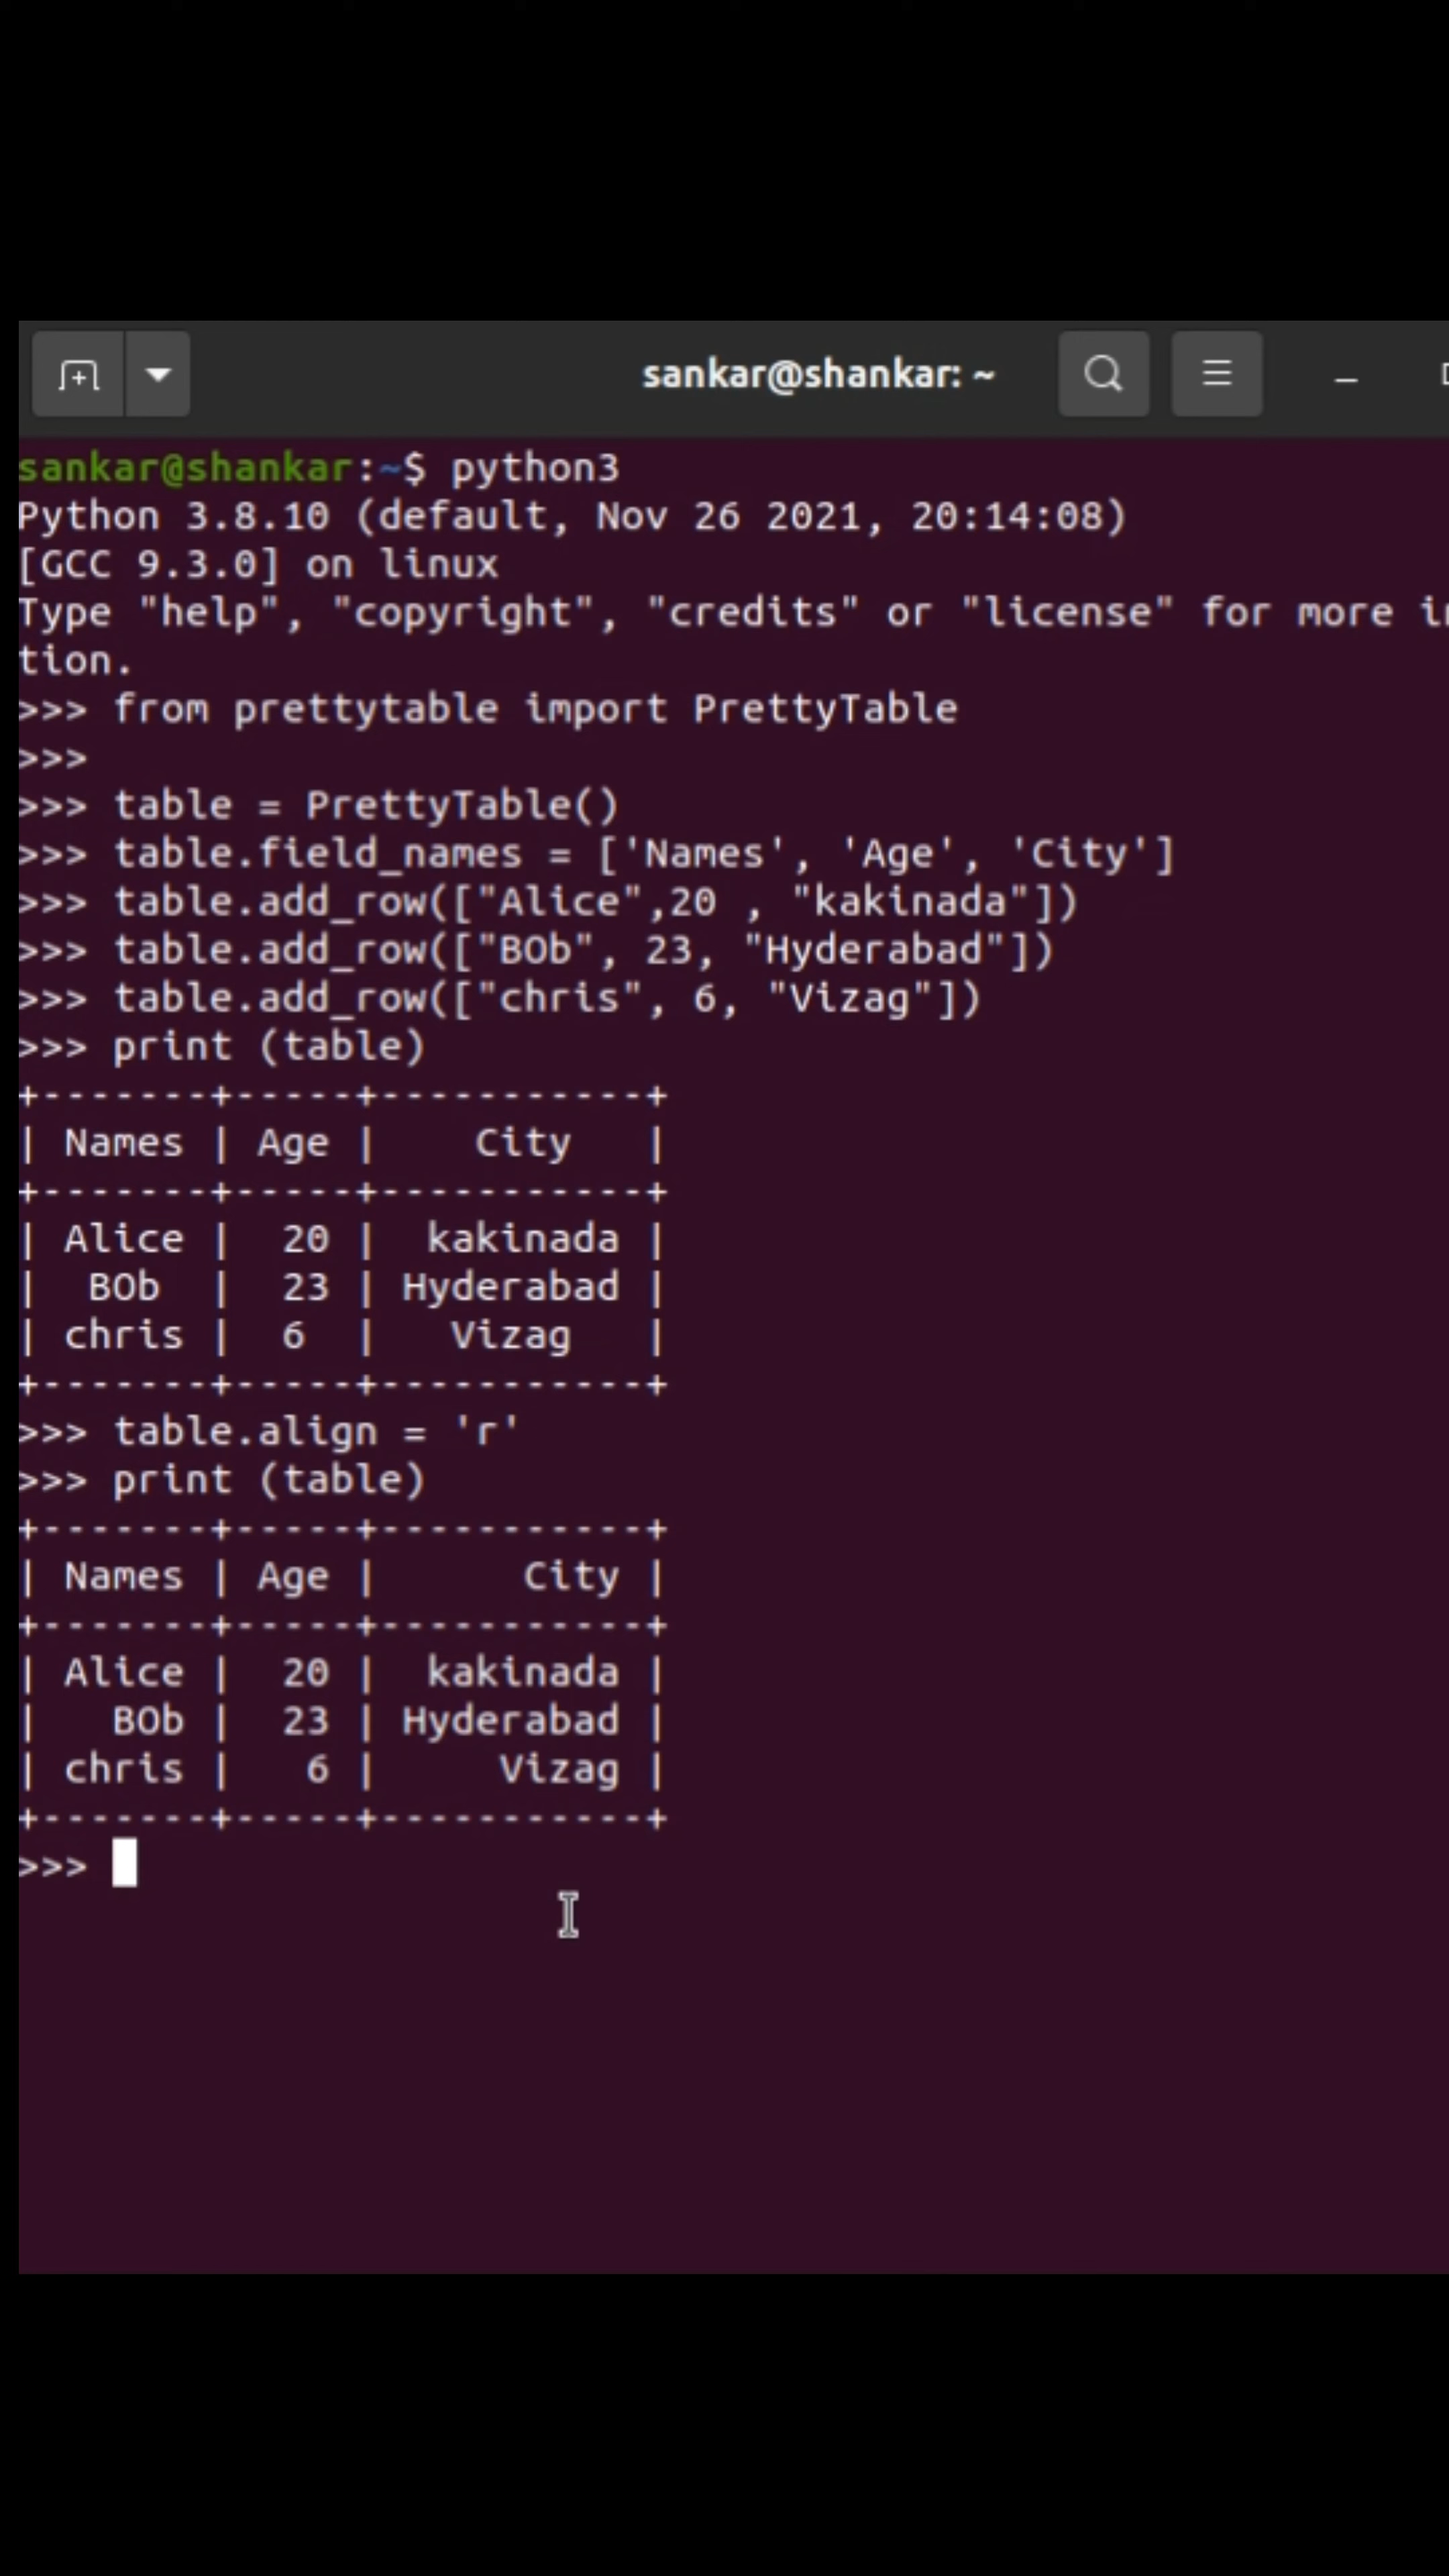 sankar@shankar: ~
sankar@shankar:~$ python3
Python 3.8.10 (default, Nov 26 2021, 20:14:08)
[GCC 9.3.0] on linux
Type "help", "copyright", "credits" or "license" for more
tion.
>>> from prettytable import PrettyTable
>>>
>>> table = PrettyTable()
>>> table.field_names = ['Names', 'Age', 'City']
>>> table.add_row(["Alice",20 , "kakinada"])
>>> table.add_row(["BOb", 23, "Hyderabad"])
>>> table.add_row(["chris", 6, "Vizag"])
>>> print (table)
+-------+-----+-----------+
| Names | Age |    City   |
+-------+-----+-----------+
| Alice |  20 |  kakinada |
|  BOb  |  23 | Hyderabad |
| chris |  6  |   Vizag   |
+-------+-----+-----------+
>>> table.align = 'r'
>>> print (table)
+-------+-----+-----------+
| Names | Age |      City |
+-------+-----+-----------+
| Alice |  20 |  kakinada |
|   BOb |  23 | Hyderabad |
| chris |   6 |     Vizag |
+-------+-----+-----------+
>>>